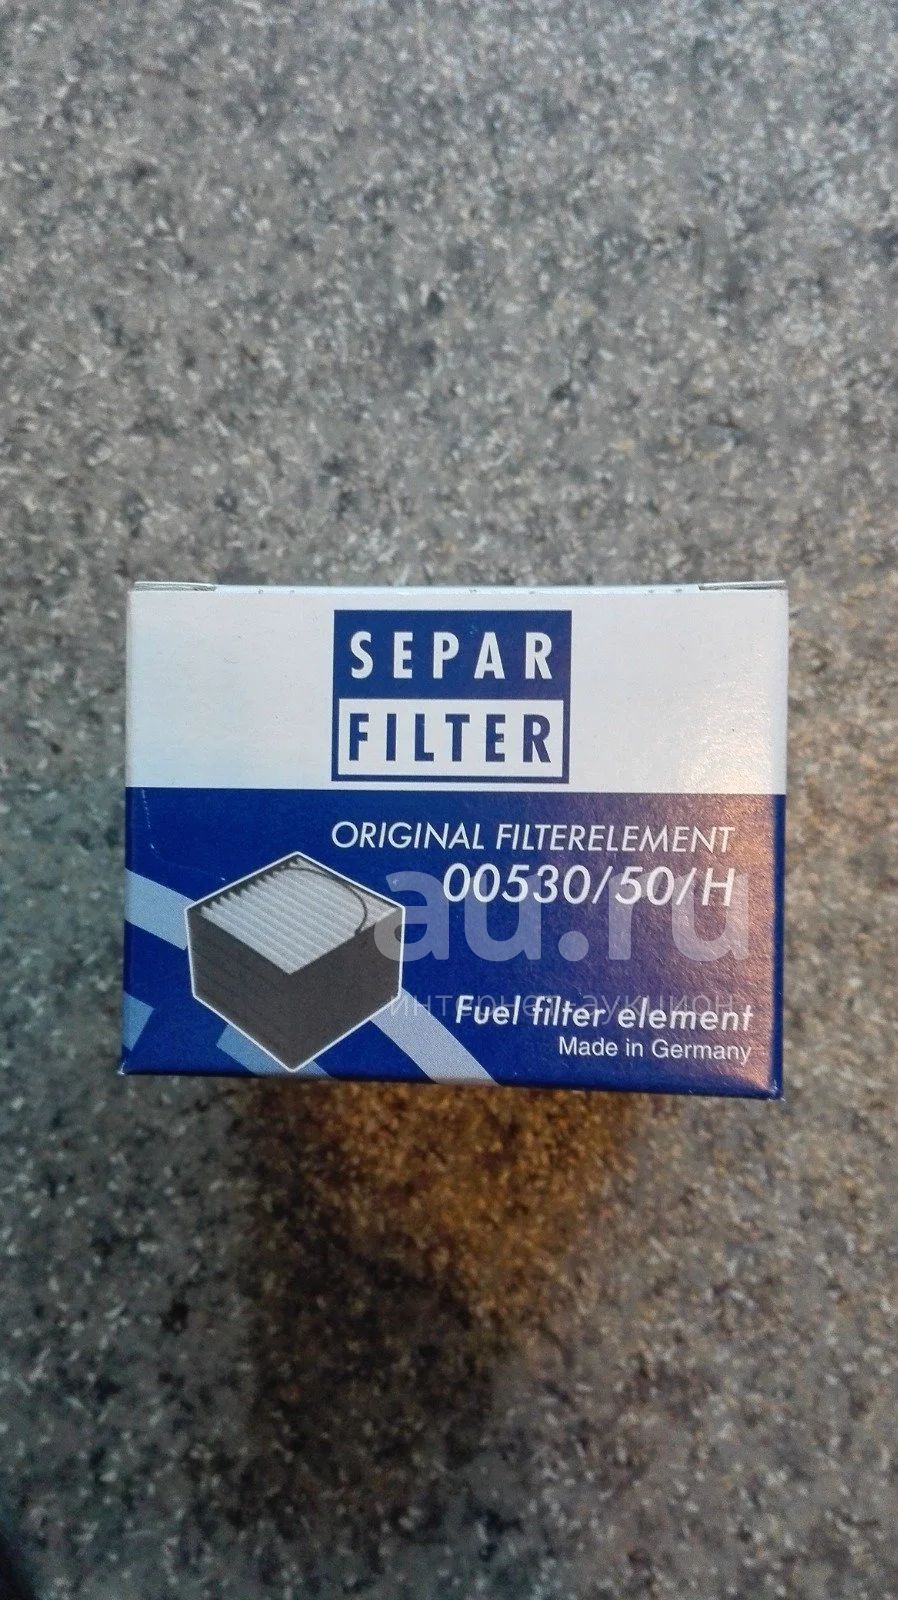 SEPAR
FILTER
ORIGINAL FILTERELEMENT
00530/50/H
au.ru
интернет-аукцион
Fuel filter element
Made in Germany